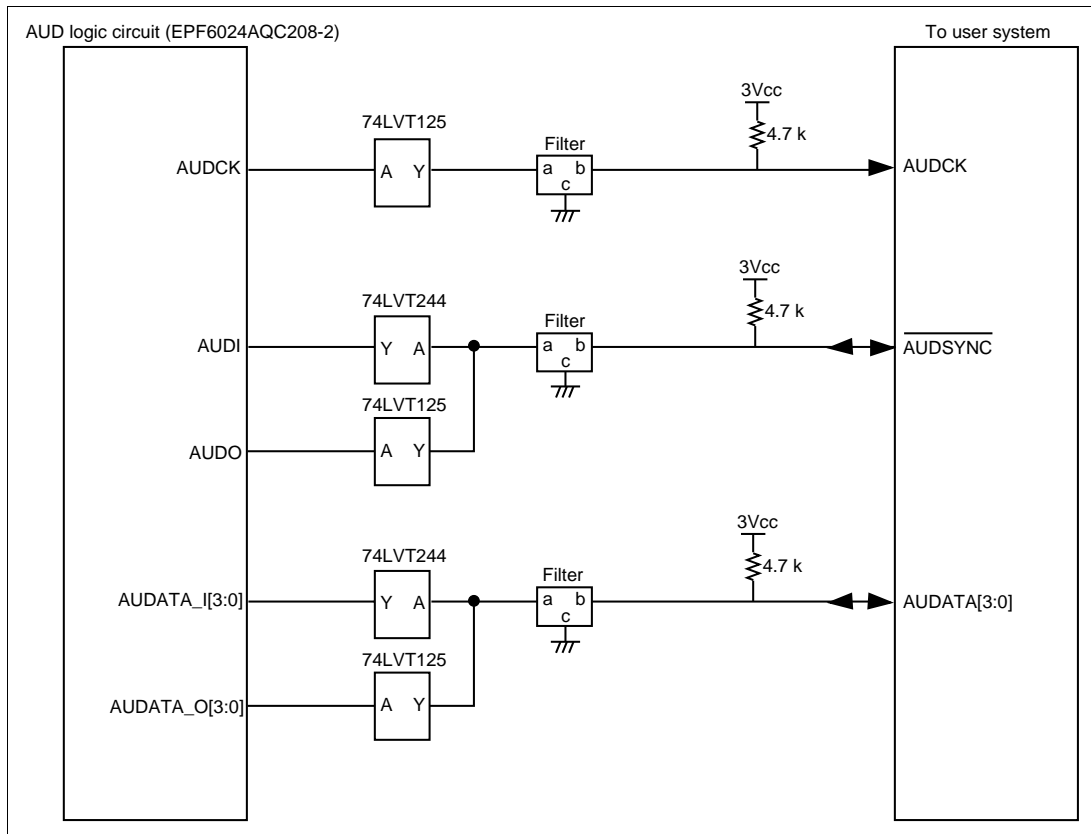 AUD logic circuit (EPF6024AQC208-2)
To user system
3Vcc
4.7 k
74LVT125
Filter
AUDCK
A Y
a b
c
AUDCK
3Vcc
4.7 k
74LVT244
Filter
AUDI
Y A
a b
c
AUDSYNC
74LVT125
AUDO
A Y
3Vcc
4.7 k
74LVT244
Filter
AUDATA_I[3:0]
Y A
a b
c
AUDATA[3:0]
74LVT125
AUDATA_O[3:0]
A Y